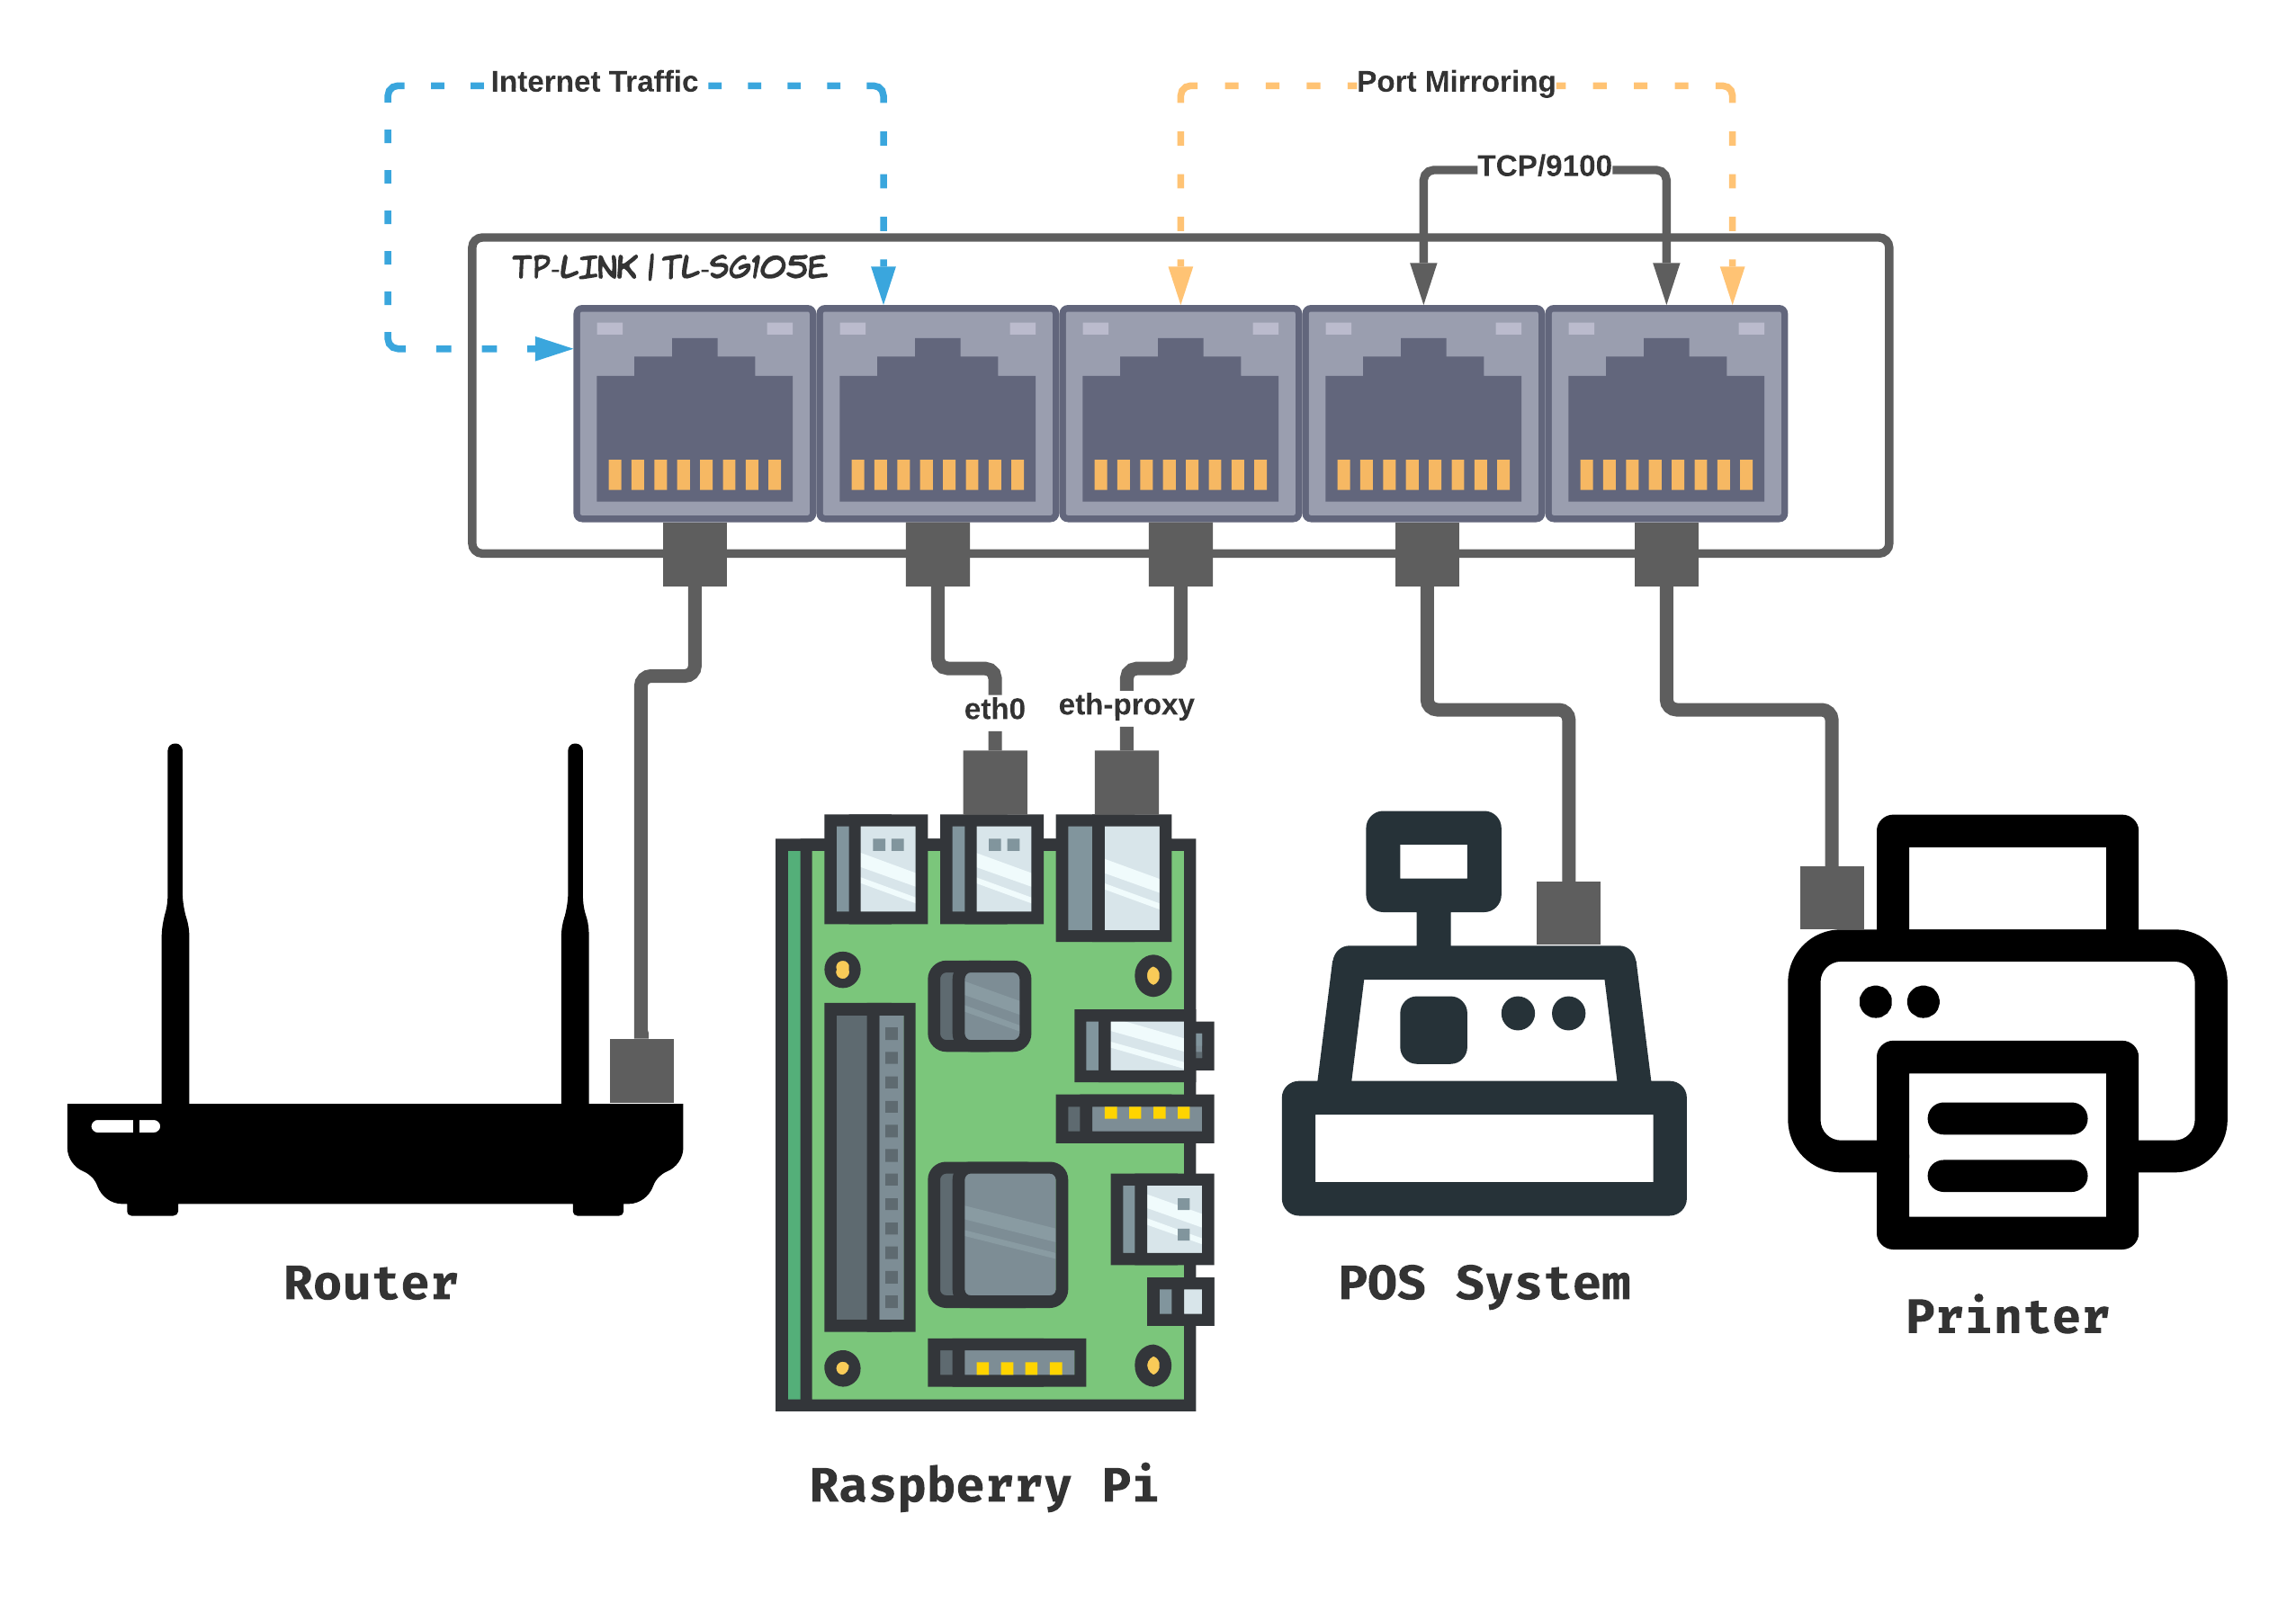 Internet Traffic
Port Mirroring
TCP/9100
TP-LINK / TL-SG105E
eth0
eth-proxy
Router
POS System
Printer
Raspberry Pi